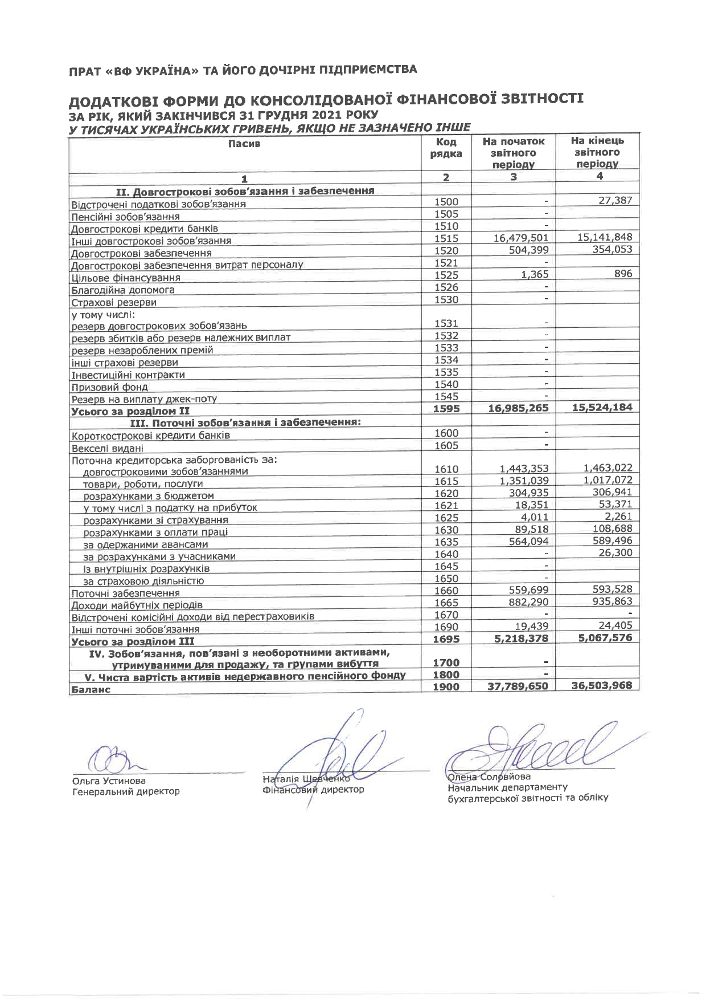 ПРАТ «ВФ УКРАЇНА» ТА ЙОГО ДОЧІРНІ ПІДПРИЄМСТВА
ДОДАТКОВІ ФОРМИ ДО КОНСОЛІДОВАНОЇ ФІНАНСОВОЇ ЗВІТНОСТІ
ЗА РІК, ЯКИЙ ЗАКІНЧИВСЯ 31 ГРУДНЯ 2021 РОКУ
У ТИСЯЧАХ УКРАЇНСЬКИХ ГРИВЕНЬ, ЯКЩО НЕ ЗАЗНАЧЕНО ІНШЕ
Пасив Код На початок На кінець
рядка звітного звітного
періоду періоду
1 2 3 4
II. Довгострокові зобов'язання і забезпечення
Відстрочені податкові зобов'язання 1500 - 27,387
Пенсійні зобов'язання 1505 -
Довгострокові кредити банків 1510 -
Інші довгострокові зобов'язання 1515 16,479,501 15,141,848
Довгострокові забезпечення 1520 504,399 354,053
Довгострокові забезпечення витрат персоналу 1521 -
Цільове фінансування 1525 1,365 896
Благодійна допомога 1526 -
Страхові резерви 1530 -
у тому числі:
резерв довгострокових зобов'язань 1531 -
резерв збитків або резерв належних виплат 1532 -
резерв незароблених премій 1533 -
інші страхові резерви 1534 -
Інвестиційні контракти 1535 -
Призовий фонд 1540 -
Резерв на виплату джек-поту 1545 -
Усього за розділом II 1595 16,985,265 15,524,184
III. Поточні зобов'язання і забезпечення:
Короткострокові кредити банків 1600 -
Векселі видані 1605 -
Поточна кредиторська заборгованість за:
довгостроковими зобов'язаннями 1610 1,443,353 1,463,022
товари, роботи, послуги 1615 1,351,039 1,017,072
розрахунками з бюджетом 1620 304,935 306,941
у тому числі з податку на прибуток 1621 18,351 53,371
розрахунками зі страхування 1625 4,011 2,261
розрахунками з оплати праці 1630 89,518 108,688
за одержаними авансами 1635 564,094 589,496
за розрахунками з учасниками 1640 - 26,300
із внутрішніх розрахунків 1645 -
за страховою діяльністю 1650 -
Поточні забезпечення 1660 559,699 593,528
Доходи майбутніх періодів 1665 882,290 935,863
Відстрочені комісійні доходи від перестраховиків 1670 - -
Інші поточні зобов'язання 1690 19,439 24,405
Усього за розділом III 1695 5,218,378 5,067,576
IV. Зобов'язання, пов'язані з необоротними активами,
утримуваними для продажу, та групами вибуття 1700 -
V. Чиста вартість активів недержавного пенсійного фонду 1800 -
Баланс 1900 37,789,650 36,503,968
Ольга Устинова
Генеральний директор
Наталія Шевченко
Фінансовий директор
Олена Соловйова
Начальник департаменту
бухгалтерської звітності та обліку